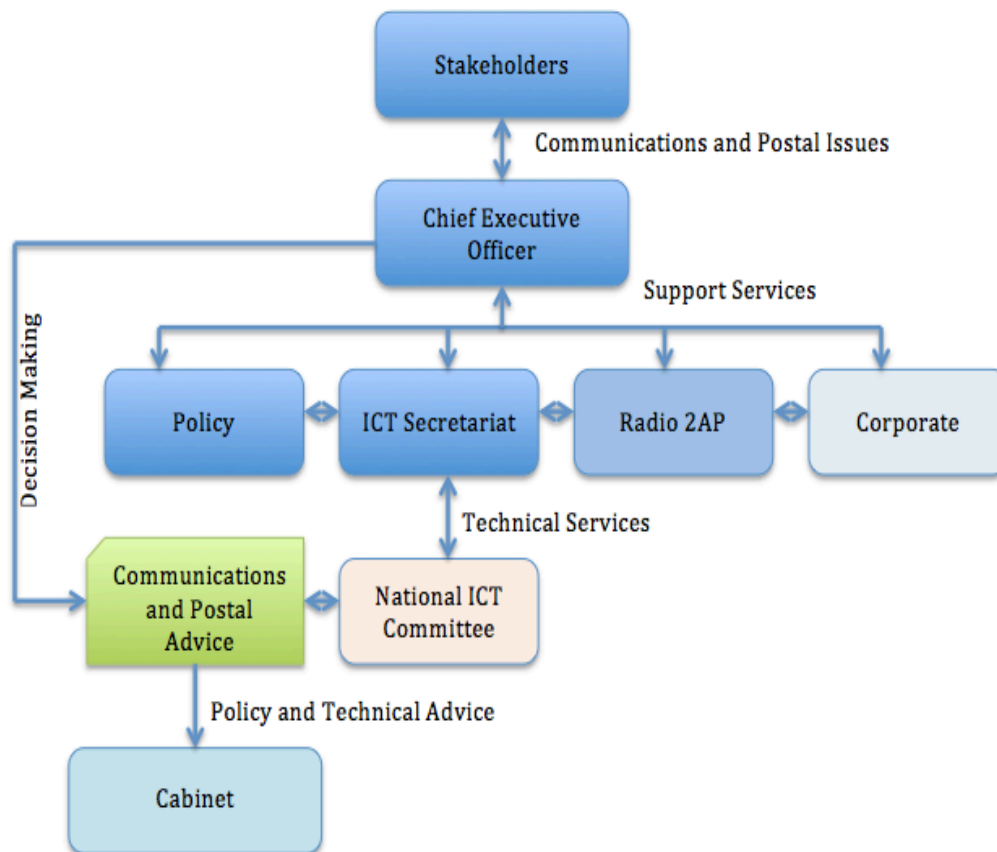 Stakeholders
Communications and Postal Issues
Chief Executive
Officer
Support Services
Decision Making
Policy
ICT Secretariat
Radio 2AP
Corporate
Technical Services
Communications
and Postal
Advice
National ICT
Committee
Policy and Technical Advice
Cabinet